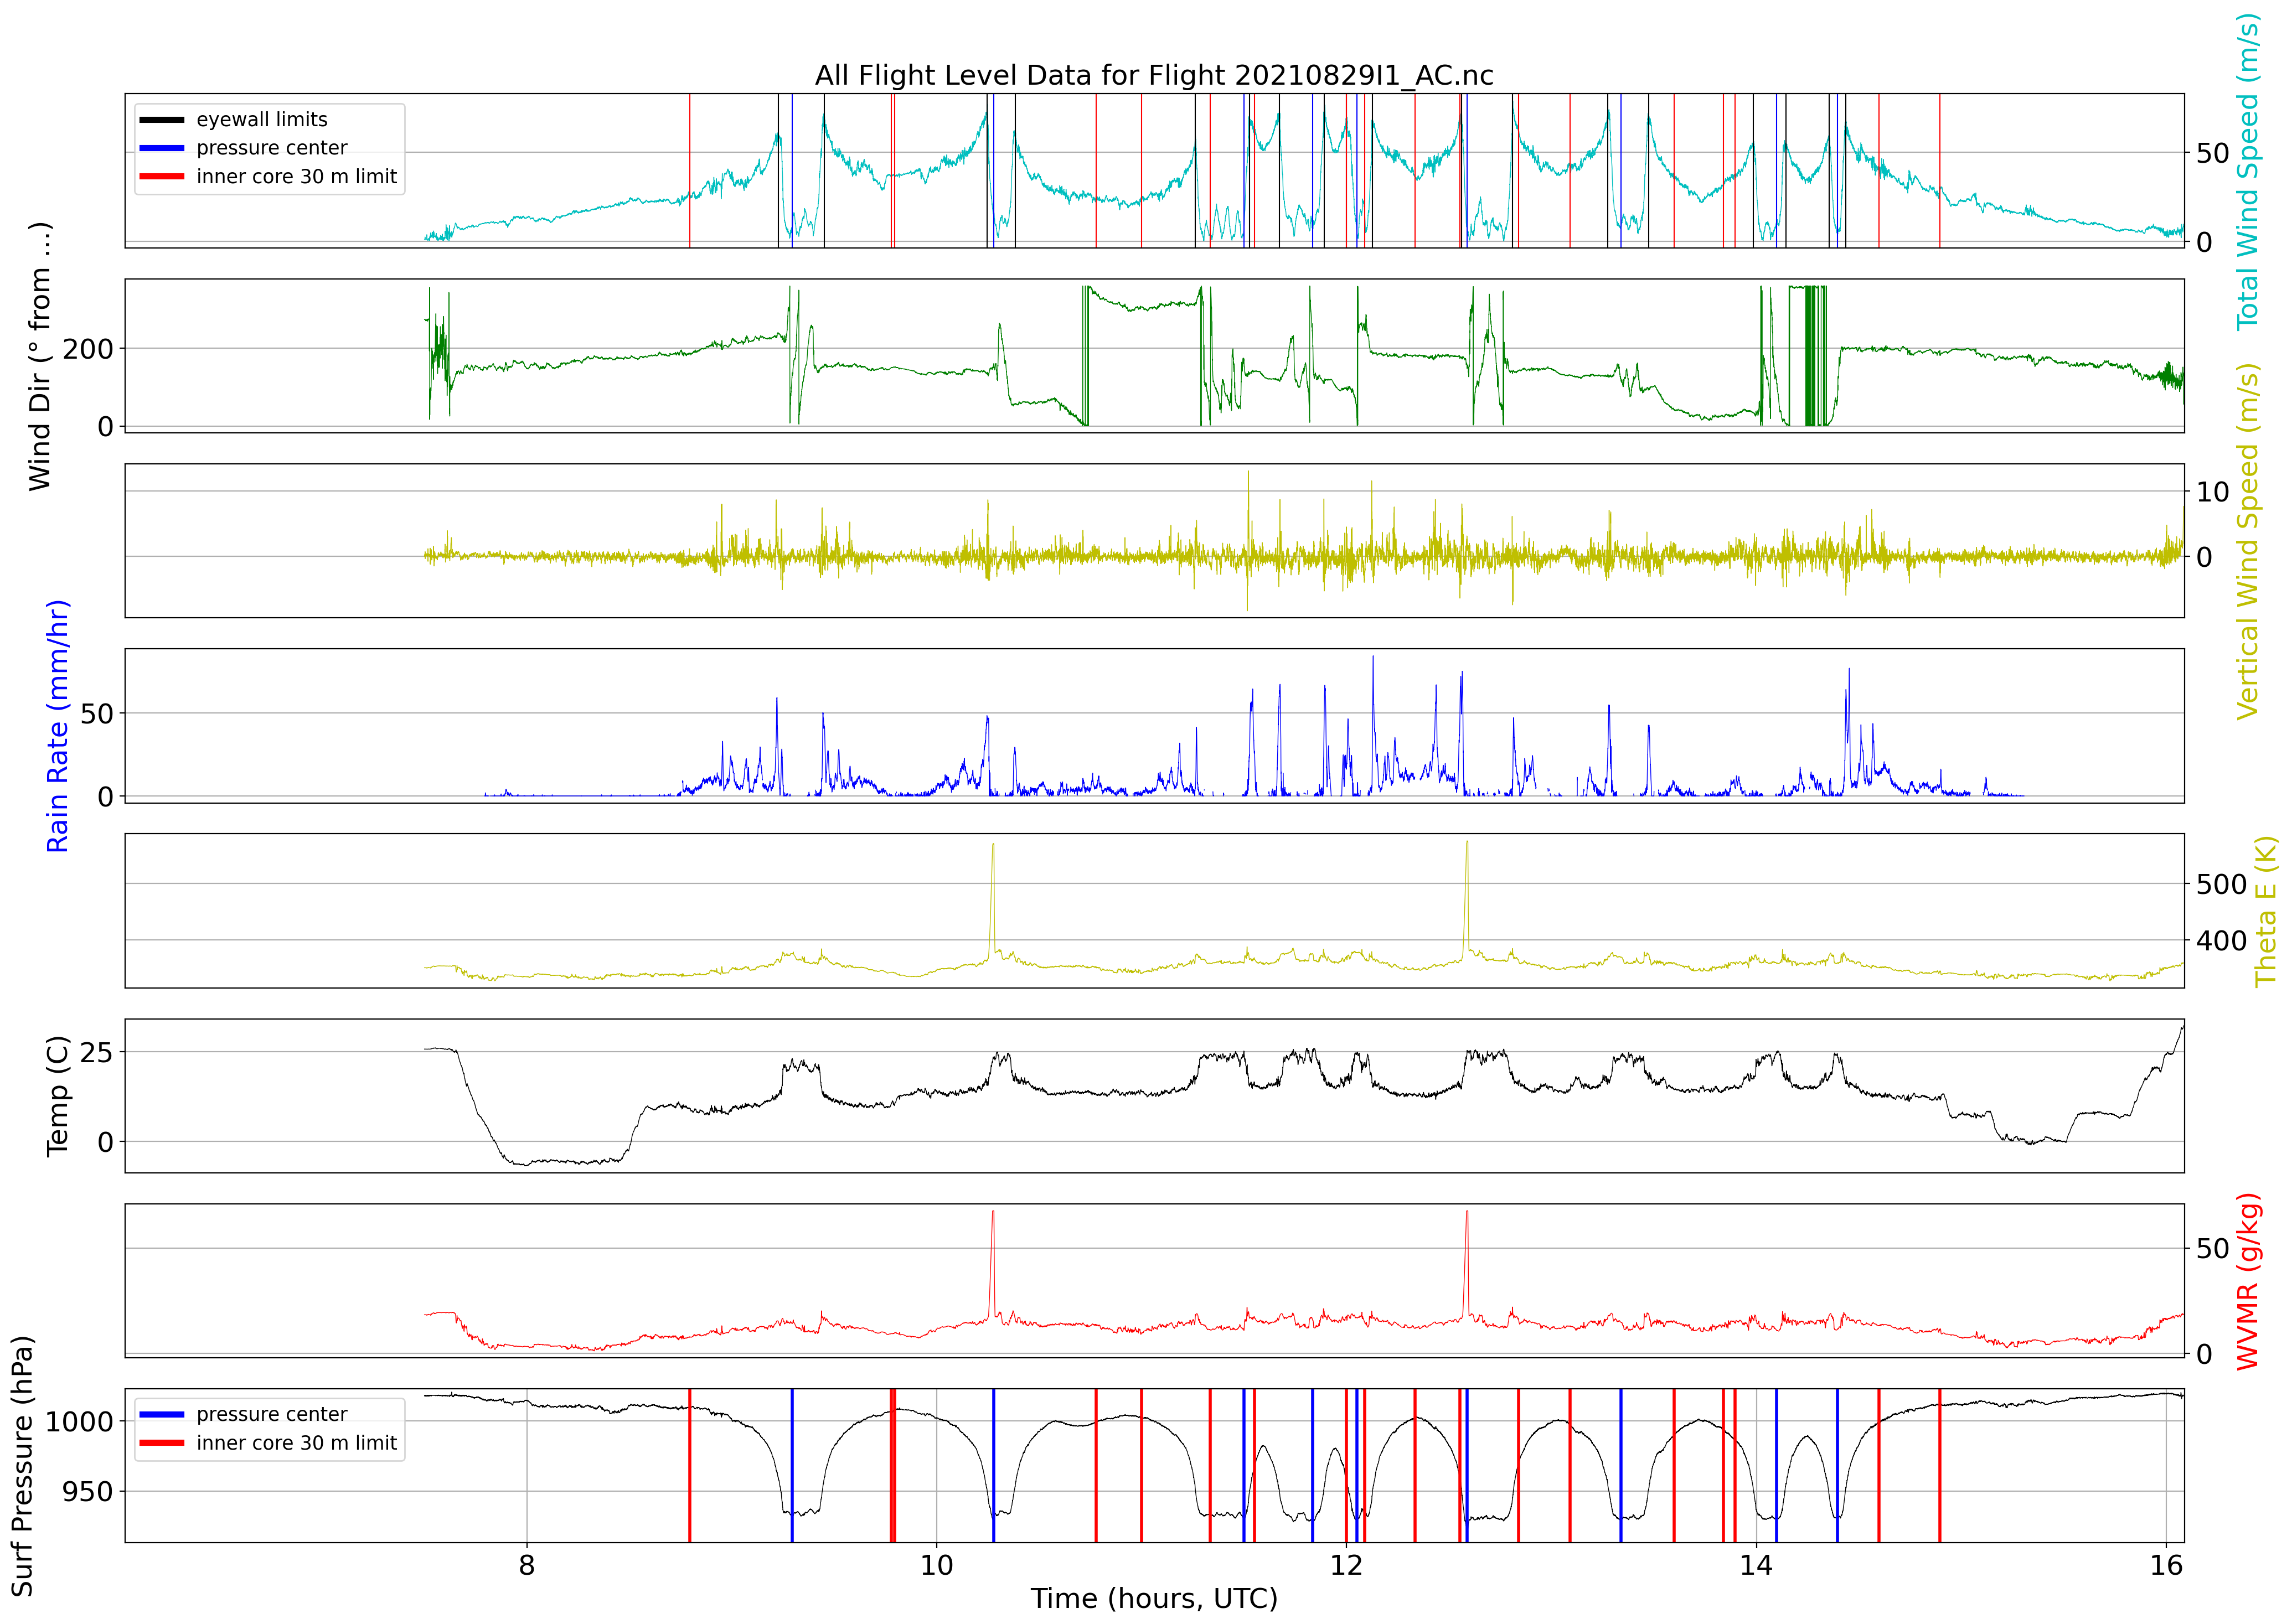 All Flight Level Data for Flight 20210829I1_AC.nc
eyewall limits
pressure center
inner core 30 m limit
50
0
Total Wind Speed (m/s)
Wind Dir (° from ...)
200
0
10
0
Vertical Wind Speed (m/s)
Rain Rate (mm/hr)
50
0
500
400
Theta E (K)
Temp (C)
25
0
50
0
WVMR (g/kg)
Surf Pressure (hPa)
1000
950
pressure center
inner core 30 m limit
8 10 12 14 16
Time (hours, UTC)